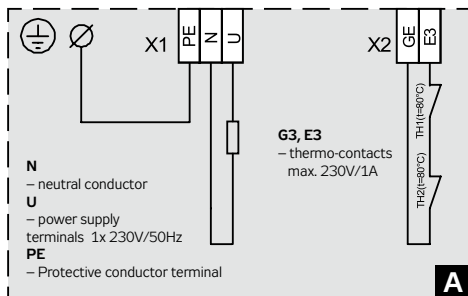 X1 PE N U X2 GE E3
TH1(t=80°C)
TH2(t=80°C)
G3, E3
– thermo-contacts
max. 230V/1A
N
– neutral conductor
U
– power supply
terminals 1x 230V/50Hz
PE
– Protective conductor terminal
A